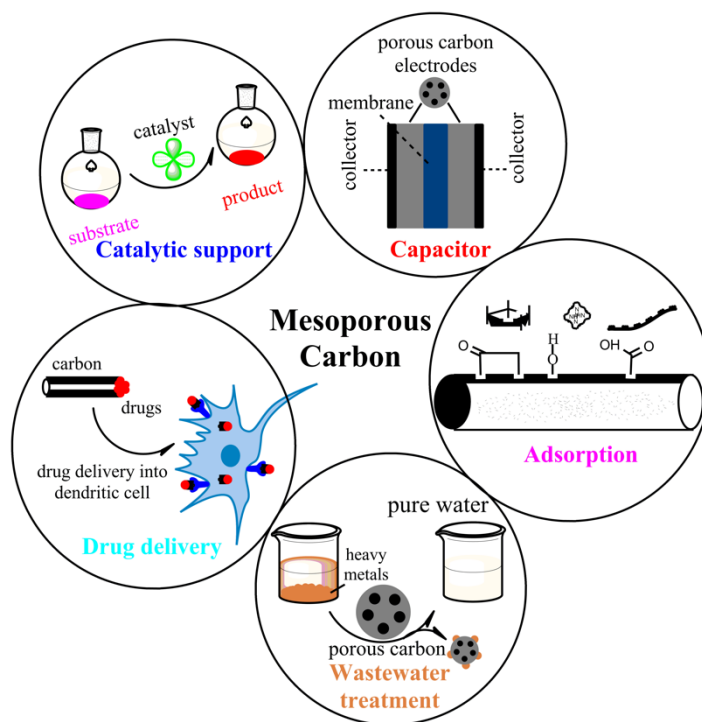 catalyst
substrate
product
Catalytic support
porous carbon
electrodes
membrane
collector
collector
Capacitor
Mesoporous
Carbon
H
O
O
OH
O
N
N
N
N
Adsorption
carbon
drugs
drug delivery into
dendritic cell
Drug delivery
pure water
heavy
metals
porous carbon
Wastewater
treatment